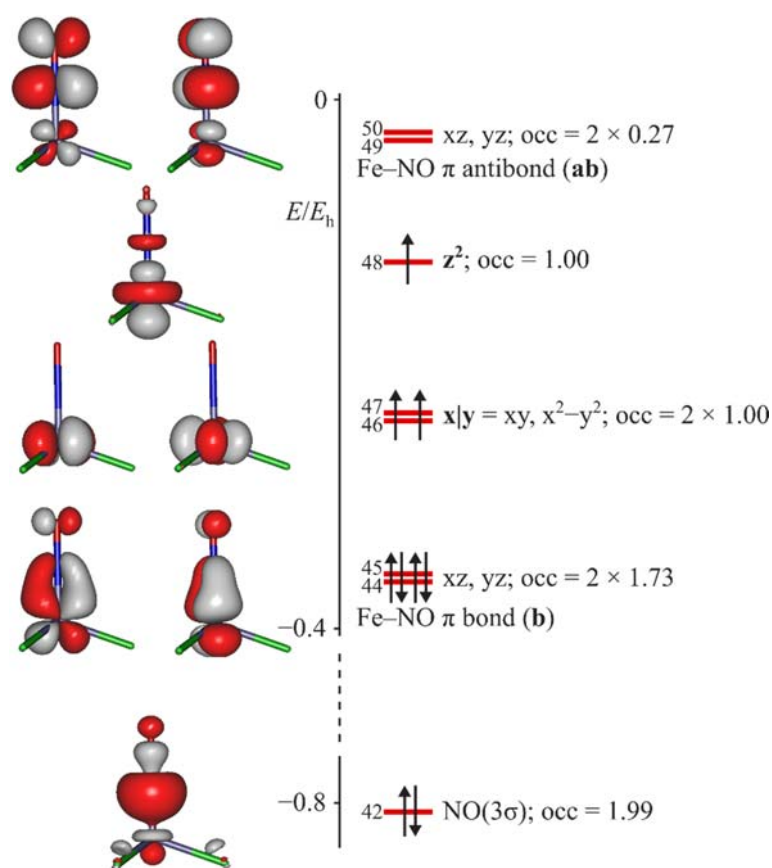 0
50
49
xz, yz; occ = 2 × 0.27
Fe–NO π antibond (ab)
E/Eₕ
48
z²; occ = 1.00
47
46
x|y = xy, x²−y²; occ = 2 × 1.00
45
44
xz, yz; occ = 2 × 1.73
Fe–NO π bond (b)
−0.4
−0.8
42
NO(3σ); occ = 1.99